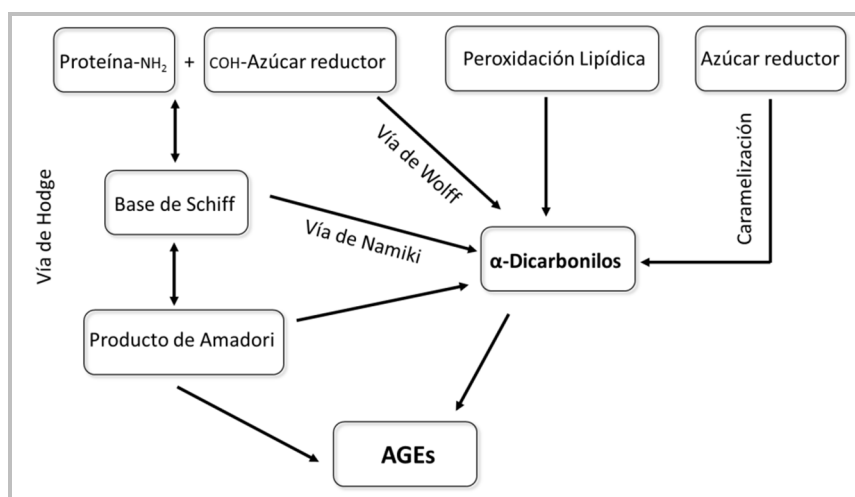 Proteína-NH₂ + COH-Azúcar reductor
Peroxidación Lipídica
Azúcar reductor
Vía de Hodge
Vía de Wolff
Caramelización
Base de Schiff
Vía de Namiki
α-Dicarbonilos
Producto de Amadori
AGEs